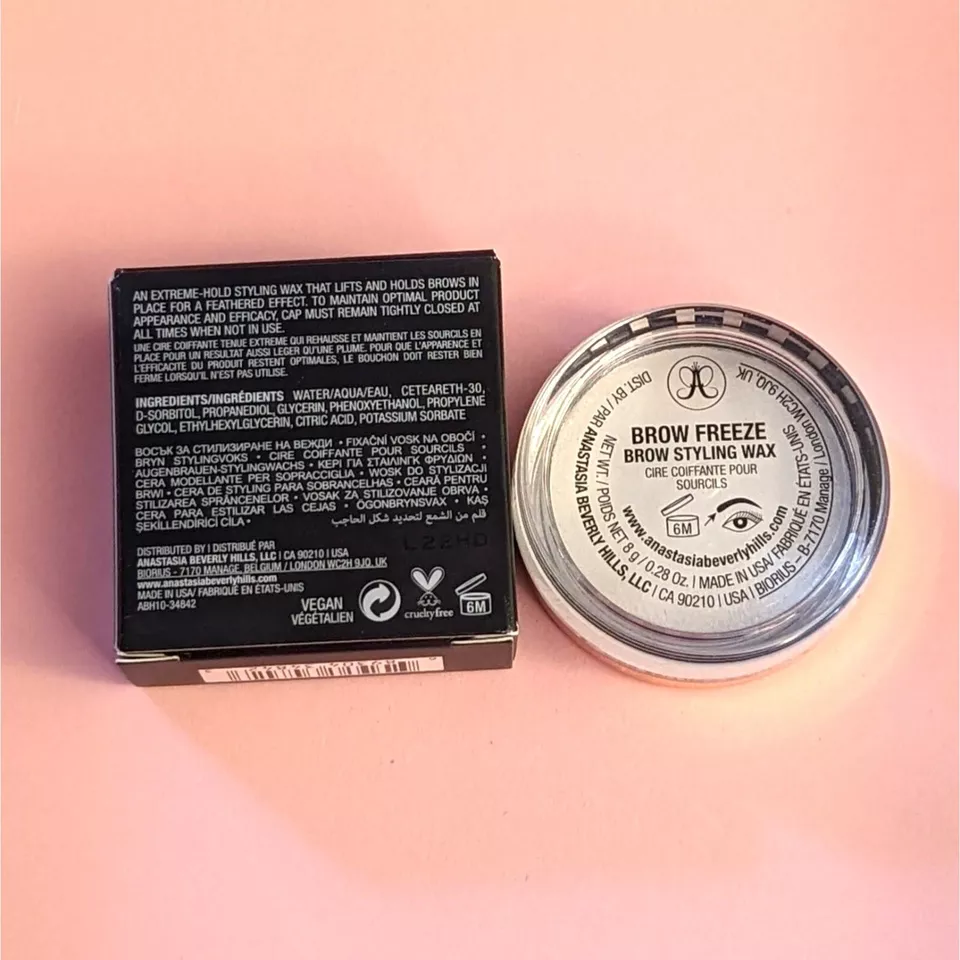 AN EXTREME-HOLD STYLING WAX THAT LIFTS AND HOLDS BROWS IN
PLACE FOR A FEATHERED EFFECT. TO MAINTAIN OPTIMAL PRODUCT
APPEARANCE AND EFFICACY, CAP MUST REMAIN TIGHTLY CLOSED AT
ALL TIMES WHEN NOT IN USE.
UNE CIRE COIFFANTE TENUE EXTREME QUI REHAUSSE ET MAINTIENT LES SOURCILS EN
PLACE POUR UN RESULTAT AUSSI LEGER QU'UNE PLUME. POUR QUE L'APPARENCE ET
L'EFFICACITE DU PRODUIT RESTENT OPTIMALES, LE BOUCHON DOIT RESTER BIEN
FERME LORSQU'IL N'EST PAS UTILISE.
INGREDIENTS/INGRÉDIENTS WATER/AQUA/EAU, CETEARETH-30,
D-SORBITOL, PROPANEDIOL, GLYCERIN, PHENOXYETHANOL, PROPYLENE
GLYCOL, ETHYLHEXYLGLYCERIN, CITRIC ACID, POTASSIUM SORBATE
ВОСЪК ЗА СТИЛИЗИРАНЕ НА ВЕЖДИ • FIXAČNÍ VOSK NA OBOČÍ •
BRYN STYLINGVOKS • CIRE COIFFANTE POUR SOURCILS •
AUGENBRAUEN-STYLINGWACHS • ΚΕΡΙ ΓΙΑ ΣΤΑΙΛΙΝΓΚ ΦΡΥΔΙΩΝ •
CERA MODELLANTE PER SOPRACCIGLIA • WOSK DO STYLIZACJI
BRWI • CERA DE STYLING PARA SOBRANCELHAS • CEARĂ PENTRU
STILIZAREA SPRÂNCENELOR • VOSAK ZA STILIZOVANJE OBRVA •
CERA PARA ESTILIZAR LAS CEJAS • ÖGONBRYNSVAX • KAŞ
ŞEKİLLENDİRİCİ CİLA • قلم من الشمع لتحديد شكل الحاجب
L22HD
DISTRIBUTED BY | DISTRIBUÉ PAR
ANASTASIA BEVERLY HILLS, LLC | CA 90210 | USA
BIORIUS - 7170 MANAGE, BELGIUM / LONDON WC2H 9JQ, UK
www.anastasiabeverlyhills.com
MADE IN USA/ FABRIQUÉ EN ÉTATS-UNIS
ABH10-34842
VEGAN
VÉGÉTALIEN
crueltyfree
6M
BROW FREEZE
BROW STYLING WAX
CIRE COIFFANTE POUR
SOURCILS
6M
www.anastasiabeverlyhills.com
NET WT. / POIDS NET 8 g / 0.28 Oz. | MADE IN USA/ FABRIQUÉ EN ÉTATS-UNIS
DIST. BY / PAR ANASTASIA BEVERLY HILLS, LLC | CA 90210 | USA | BIORIUS - B-7170 Manage / London WC2H 9JQ, UK